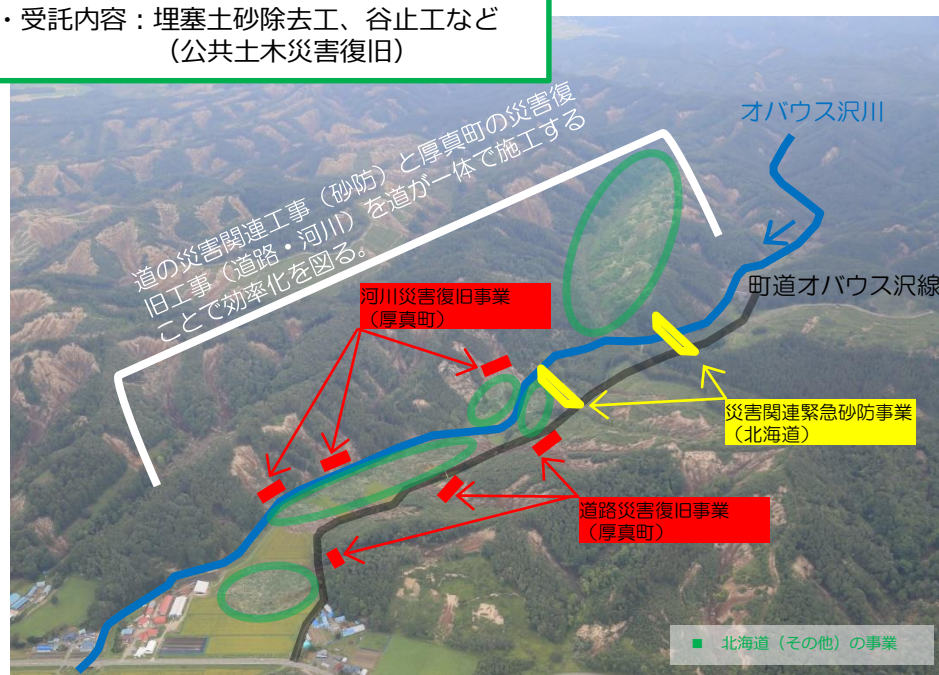 ・受託内容：埋塞土砂除去工、谷止工など
（公共土木災害復旧）
オバウス沢川
道の災害関連工事（砂防）と厚真町の災害復
旧工事（道路・河川）を道が一体で施工する
ことで効率化を図る。
町道オバウス沢線
河川災害復旧事業
（厚真町）
災害関連緊急砂防事業
（北海道）
道路災害復旧事業
（厚真町）
■ 北海道（その他）の事業